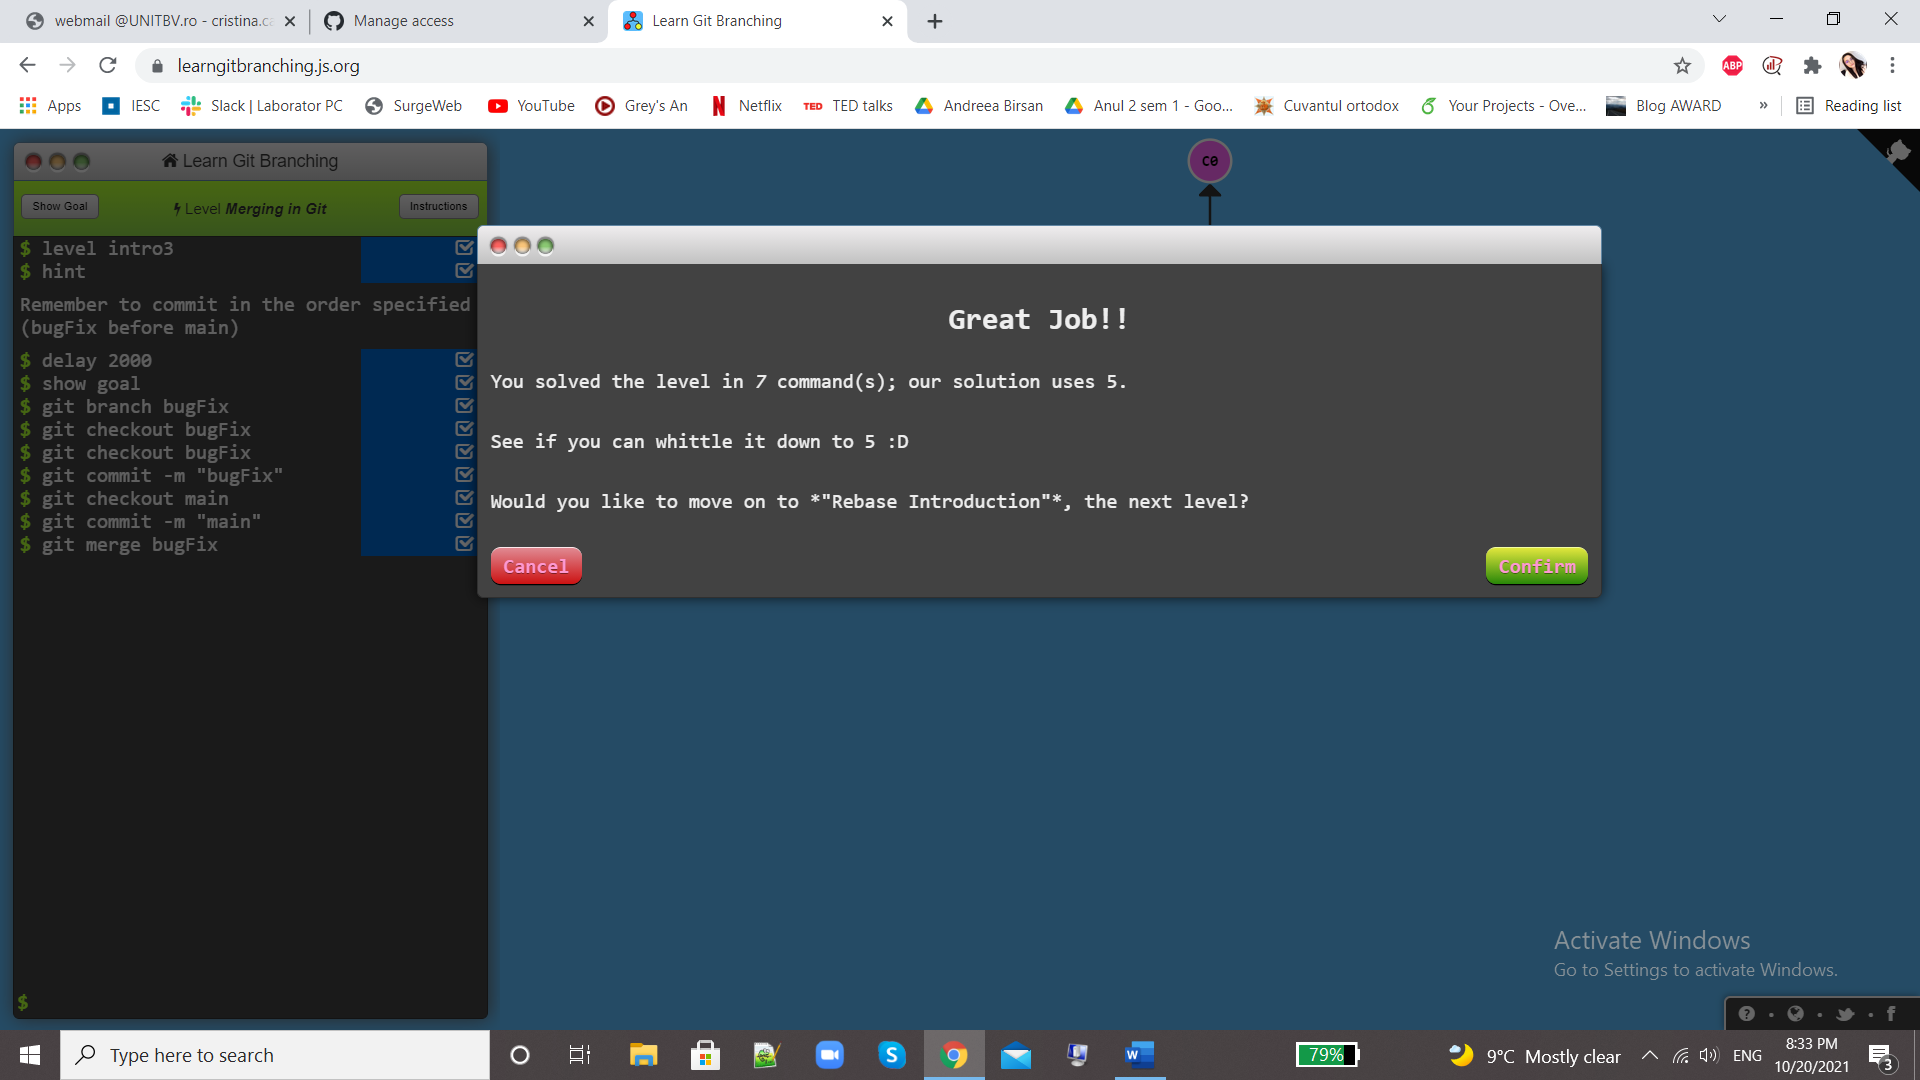 webmail @UNITBV.ro - cristina.ca
Manage access
Learn Git Branching
learngitbranching.js.org
ABP
Apps
IESC
Slack | Laborator PC
SurgeWeb
YouTube
Grey's An
Netflix
TED TED talks
Andreea Birsan
Anul 2 sem 1 - Goo...
Cuvantul ortodox
Your Projects - Ove...
Blog AWARD
»
Reading list
Learn Git Branching
Show Goal
Level Merging in Git
Instructions
$ level intro3
$ hint
Remember to commit in the order specified
(bugFix before main)
$ delay 2000
$ show goal
$ git branch bugFix
$ git checkout bugFix
$ git checkout bugFix
$ git commit -m "bugFix"
$ git checkout main
$ git commit -m "main"
$ git merge bugFix
$
C0
Great Job!!
You solved the level in 7 command(s); our solution uses 5.
See if you can whittle it down to 5 :D
Would you like to move on to *"Rebase Introduction"*, the next level?
Cancel
Confirm
Activate Windows
Go to Settings to activate Windows.
Type here to search
79%
9°C Mostly clear
ENG
8:33 PM
10/20/2021
3